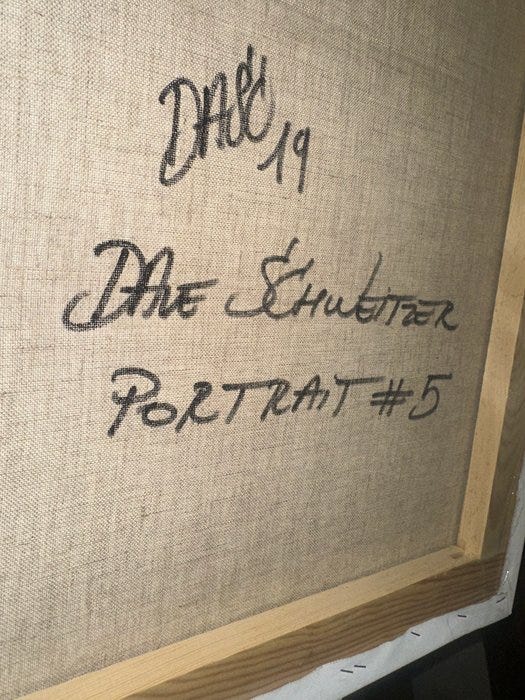 DASC 19
DAVE SCHWEITZER
PORTRAIT #5